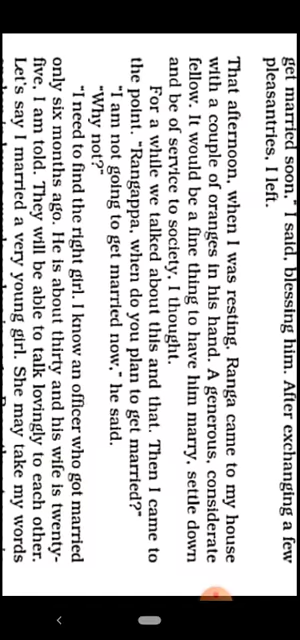 get married soon," I said, blessing him. After exchanging a few
pleasantries, I left.
That afternoon, when I was resting, Ranga came to my house
with a couple of oranges in his hand. A generous, considerate
fellow. It would be a fine thing to have him marry, settle down
and be of service to society, I thought.
For a while we talked about this and that. Then I came to
the point. "Rangappa, when do you plan to get married?"
"I am not going to get married now," he said.
"Why not?"
"I need to find the right girl. I know an officer who got married
only six months ago. He is about thirty and his wife is twenty-
five, I am told. They will be able to talk lovingly to each other.
Let's say I married a very young girl. She may take my words